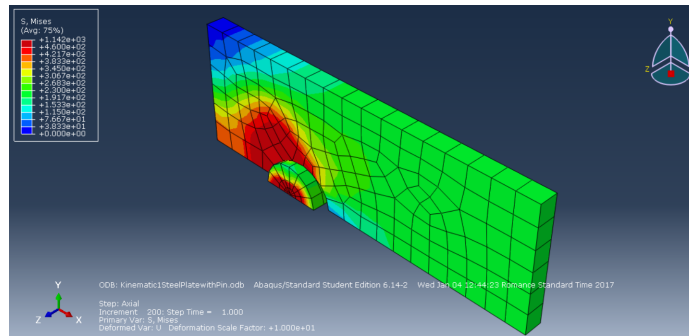 S, Mises
(Avg: 75%)
+1.142e+03
+4.600e+02
+4.217e+02
+3.833e+02
+3.450e+02
+3.067e+02
+2.683e+02
+2.300e+02
+1.917e+02
+1.533e+02
+1.150e+02
+7.667e+01
+3.833e+01
+0.000e+00
Y
Z
Y
Z
X
ODB: Kinematic1SteelPlatewithPin.odb Abaqus/Standard Student Edition 6.14-2 Wed Jan 04 12:44:23 Romance Standard Time 2017
Step: Axial
Increment 200: Step Time = 1.000
Primary Var: S, Mises
Deformed Var: U Deformation Scale Factor: +1.000e+01